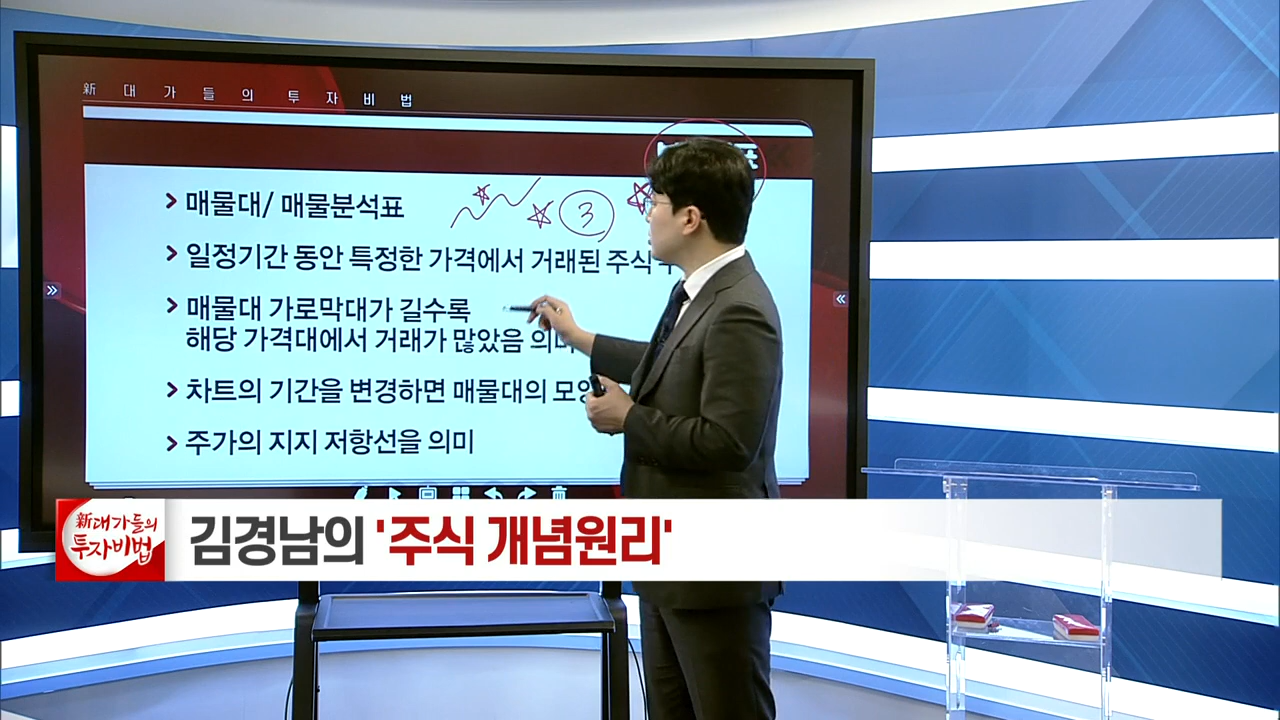 新 대 가 들 의 투 자 비 법
매물대/ 매물분석표
3
일정기간 동안 특정한 가격에서 거래된 주식
매물대 가로막대가 길수록
해당 가격대에서 거래가 많았음 의미
차트의 기간을 변경하면 매물대의
주가의 지지 저항선을 의미
新대가들의
투자비법
김경남의 '주식 개념원리'